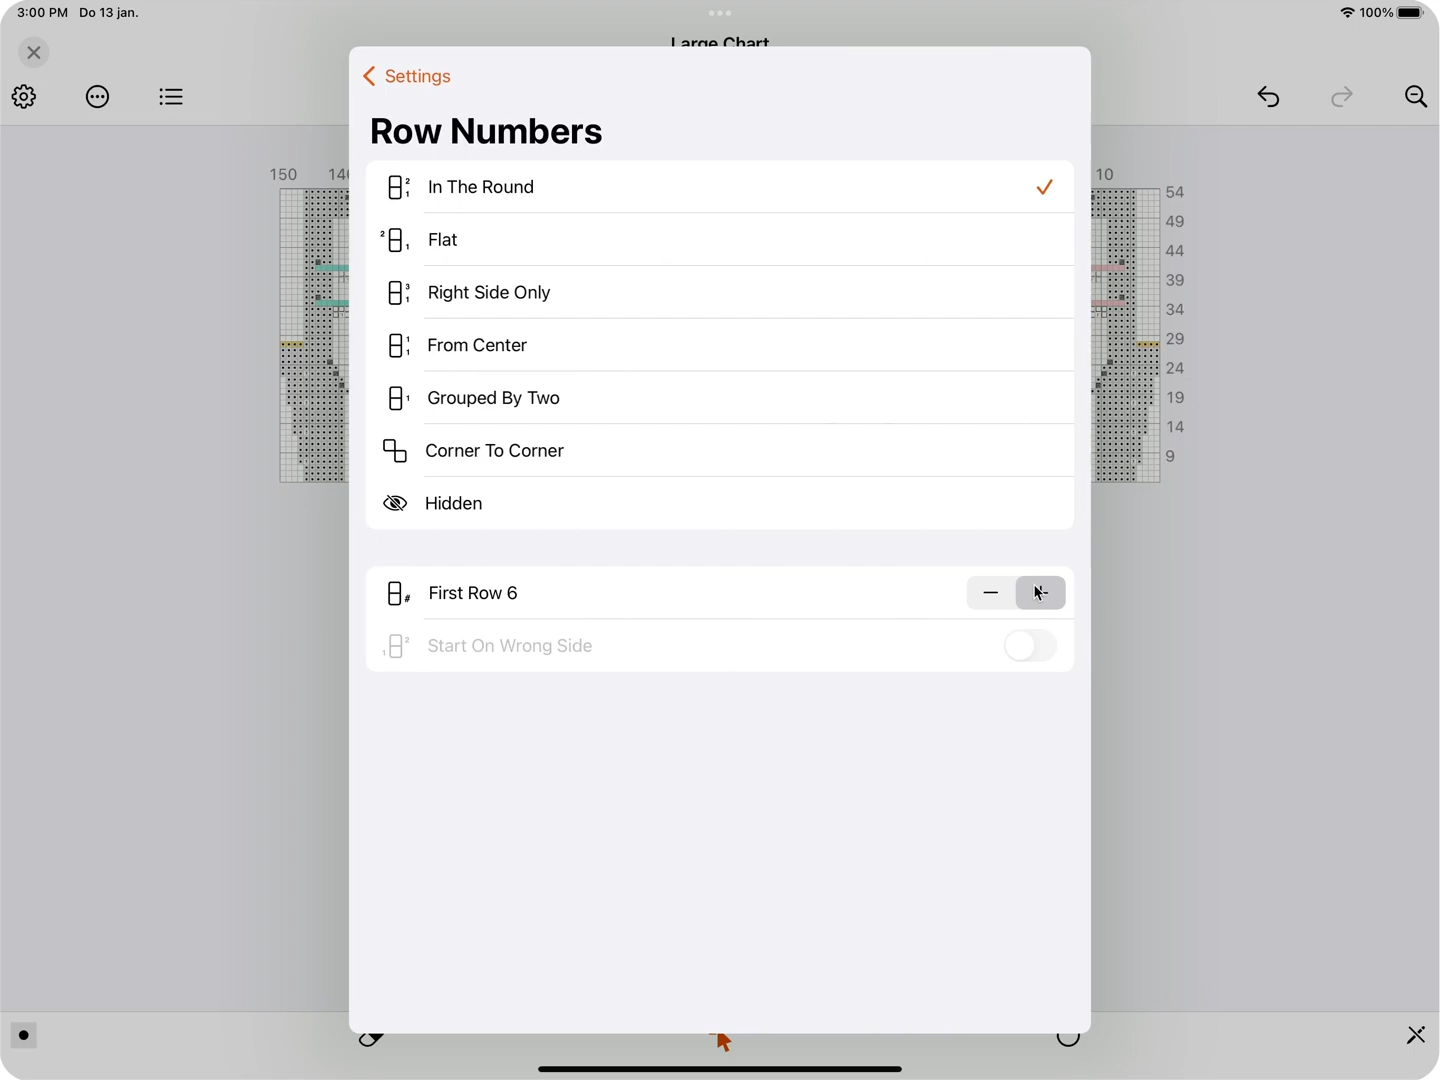 3:00 PM Do 13 jan.
100%
Large Chart
Settings
150
10
Row Numbers
In The Round
54
49
Flat
44
39
Right Side Only
34
From Center
29
24
Grouped By Two
19
14
Corner To Corner
9
Hidden
First Row 6
Start On Wrong Side